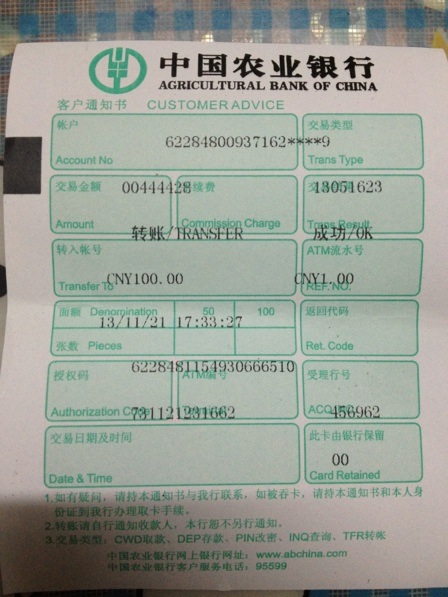 中国农业银行
AGRICULTURAL BANK OF CHINA
客户通知书 CUSTOMER ADVICE
帐户 交易类型
62284800937162****9
Account No Trans Type
交易金额 00444428 手续费 13051623
Amount Commission Charge Trans Result
转账/TRANSFER 成功/OK
转入帐号 ATM流水号
CNY100.00 CNY1.00
Transfer To REF.NO.
面额 Denomination 50 100 返回代码
13/11/21 17:33:27
张数 Pieces Ret. Code
6228481154930666510
授权码 ATM编号 受理行号
Authorization Code
731121231662 456962
交易日期及时间 此卡由银行保留
00
Date & Time Card Retained
1.如有疑问，请持本通知书与我行联系，如被吞卡，请持本通知书和本人身
份证到我行办理取卡手续。
2.转账请自行通知收款人，本行恕不另行通知。
3.交易类型：CWD取款、DEP存款、PIN改密、INQ查询、TFR转帐
中国农业银行网上银行网址：www.abchina.com
中国农业银行客户服务电话：95599